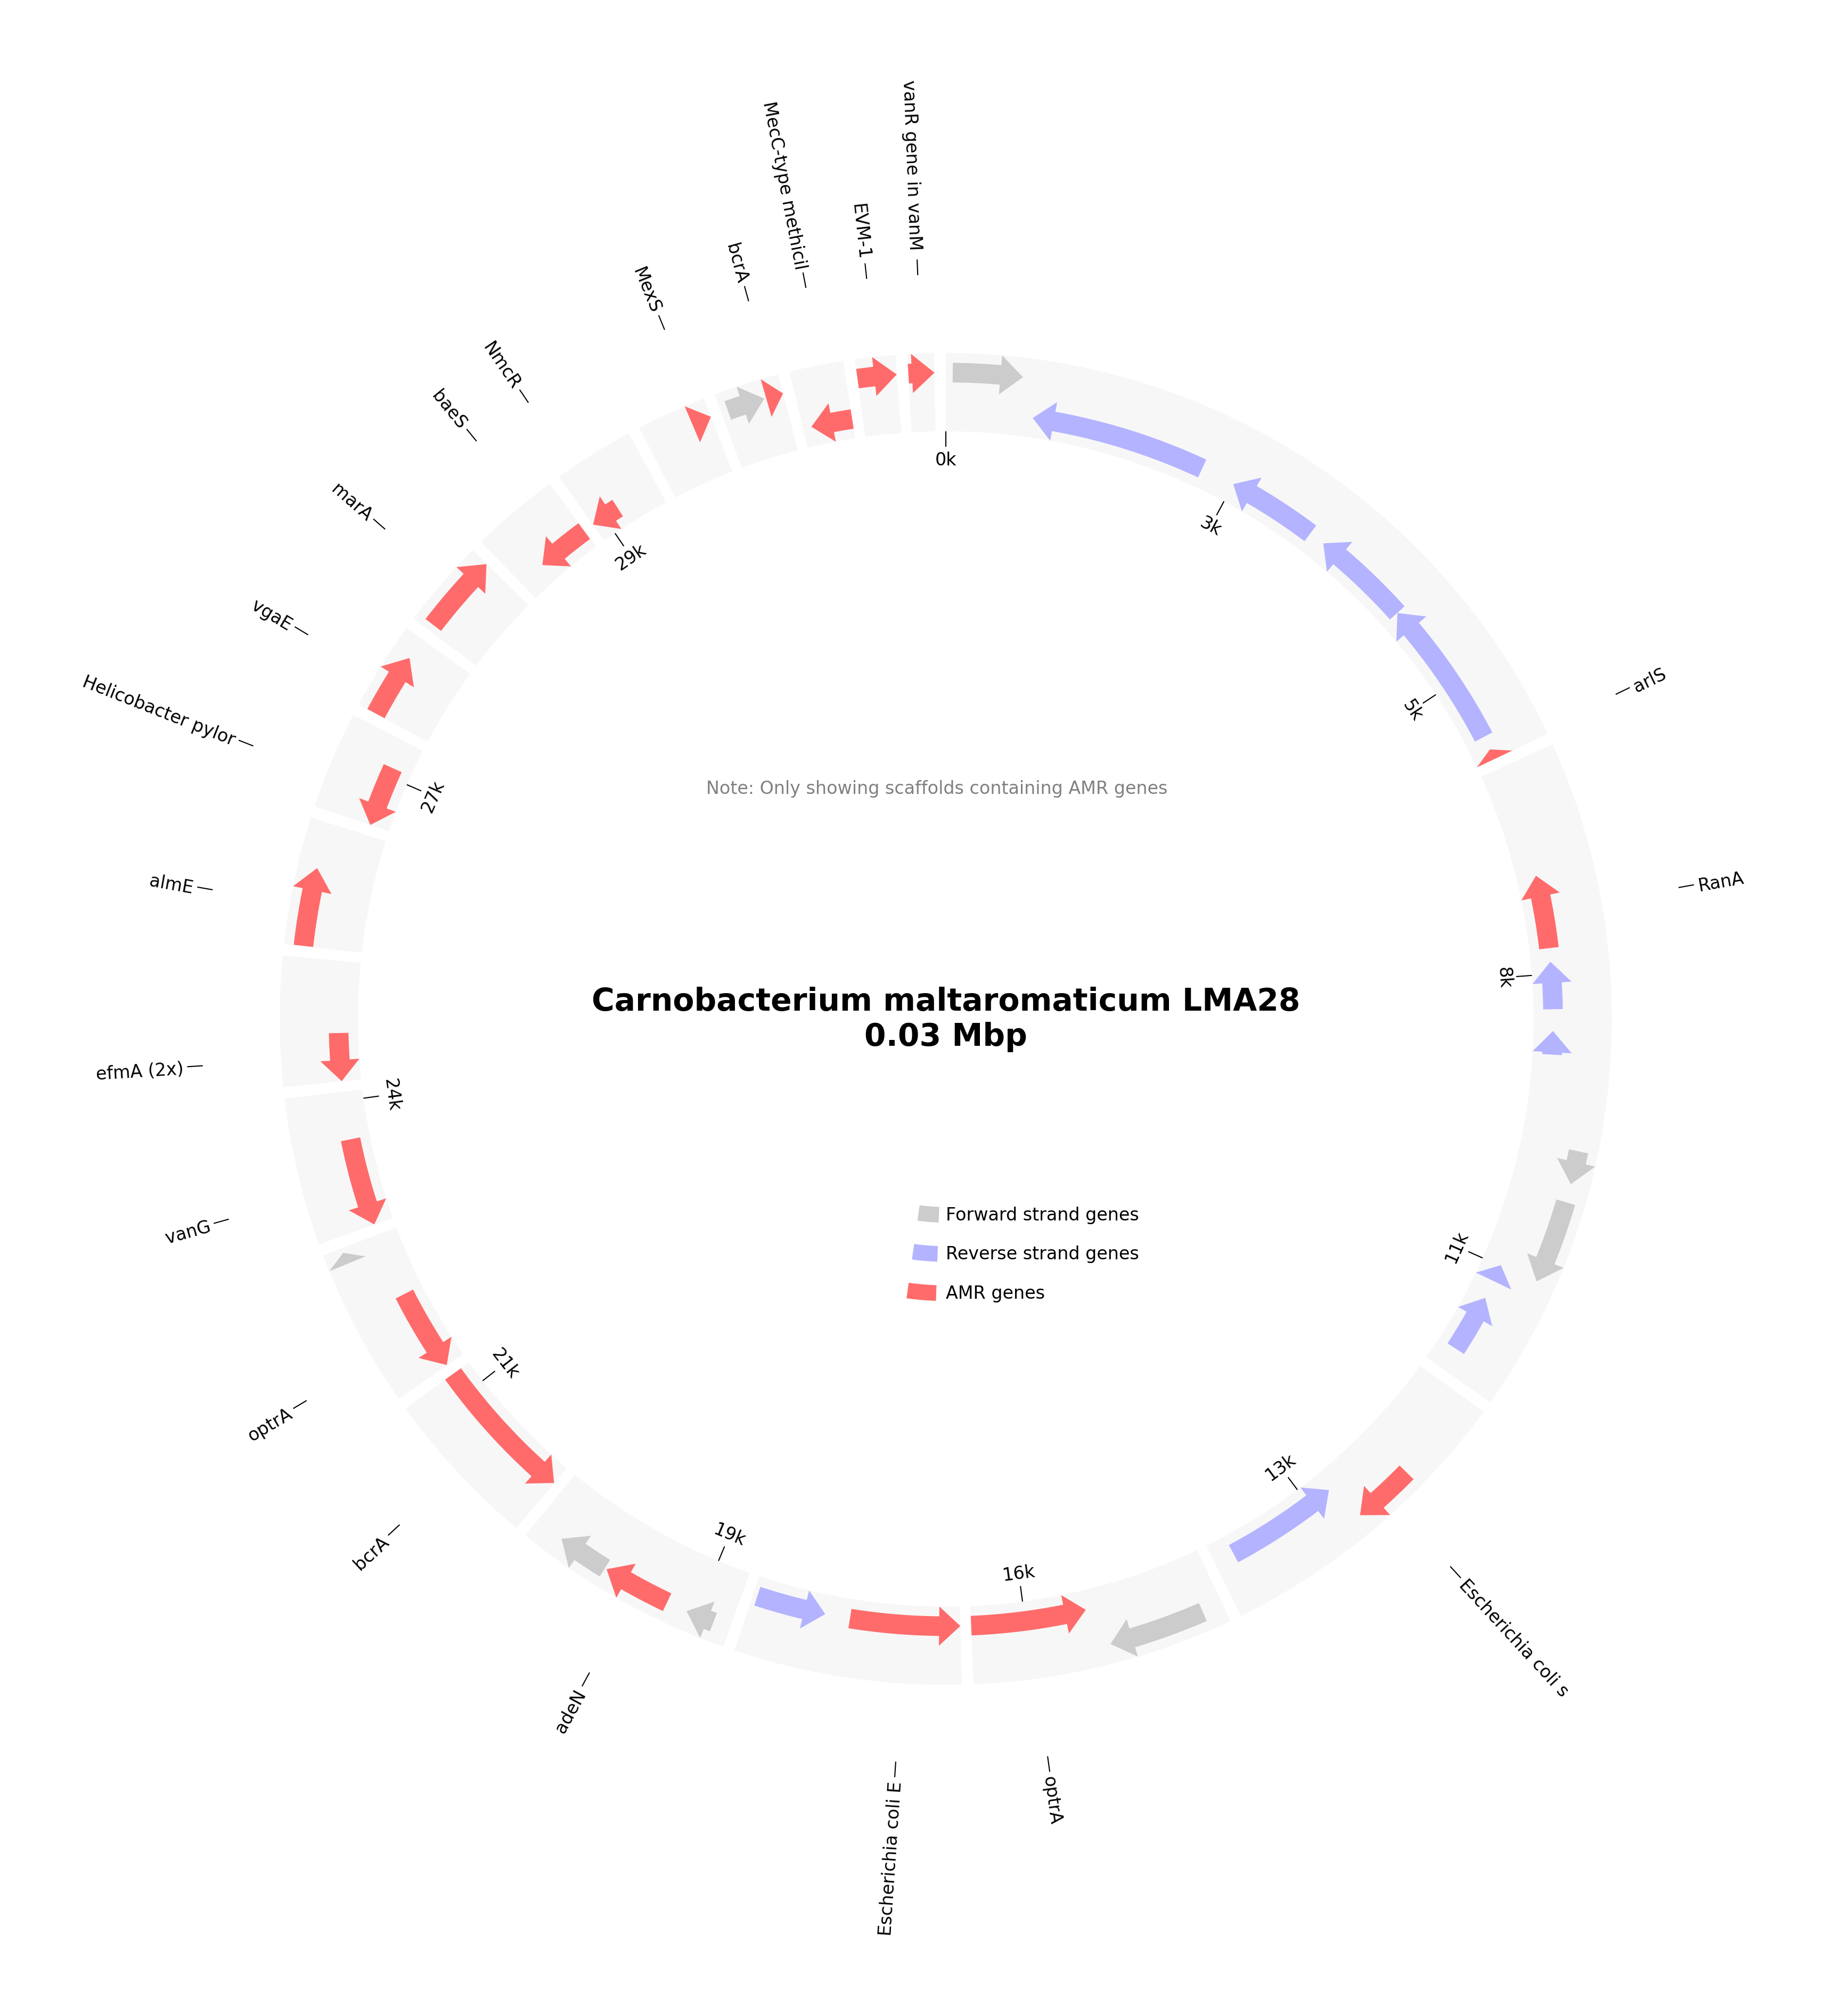 vanR gene in vanM
MecC-type methicil
EVM-1
bcrA
MexS
NmcR
baeS
marA
vgaE
Helicobacter pylor
almE
efmA (2x)
vanG
optrA
bcrA
adeN
Escherichia coli E
optrA
Escherichia coli s
RanA
arlS
0k
3k
5k
8k
11k
13k
16k
19k
21k
24k
27k
29k
Note: Only showing scaffolds containing AMR genes
Carnobacterium maltaromaticum LMA28
0.03 Mbp
Forward strand genes
Reverse strand genes
AMR genes